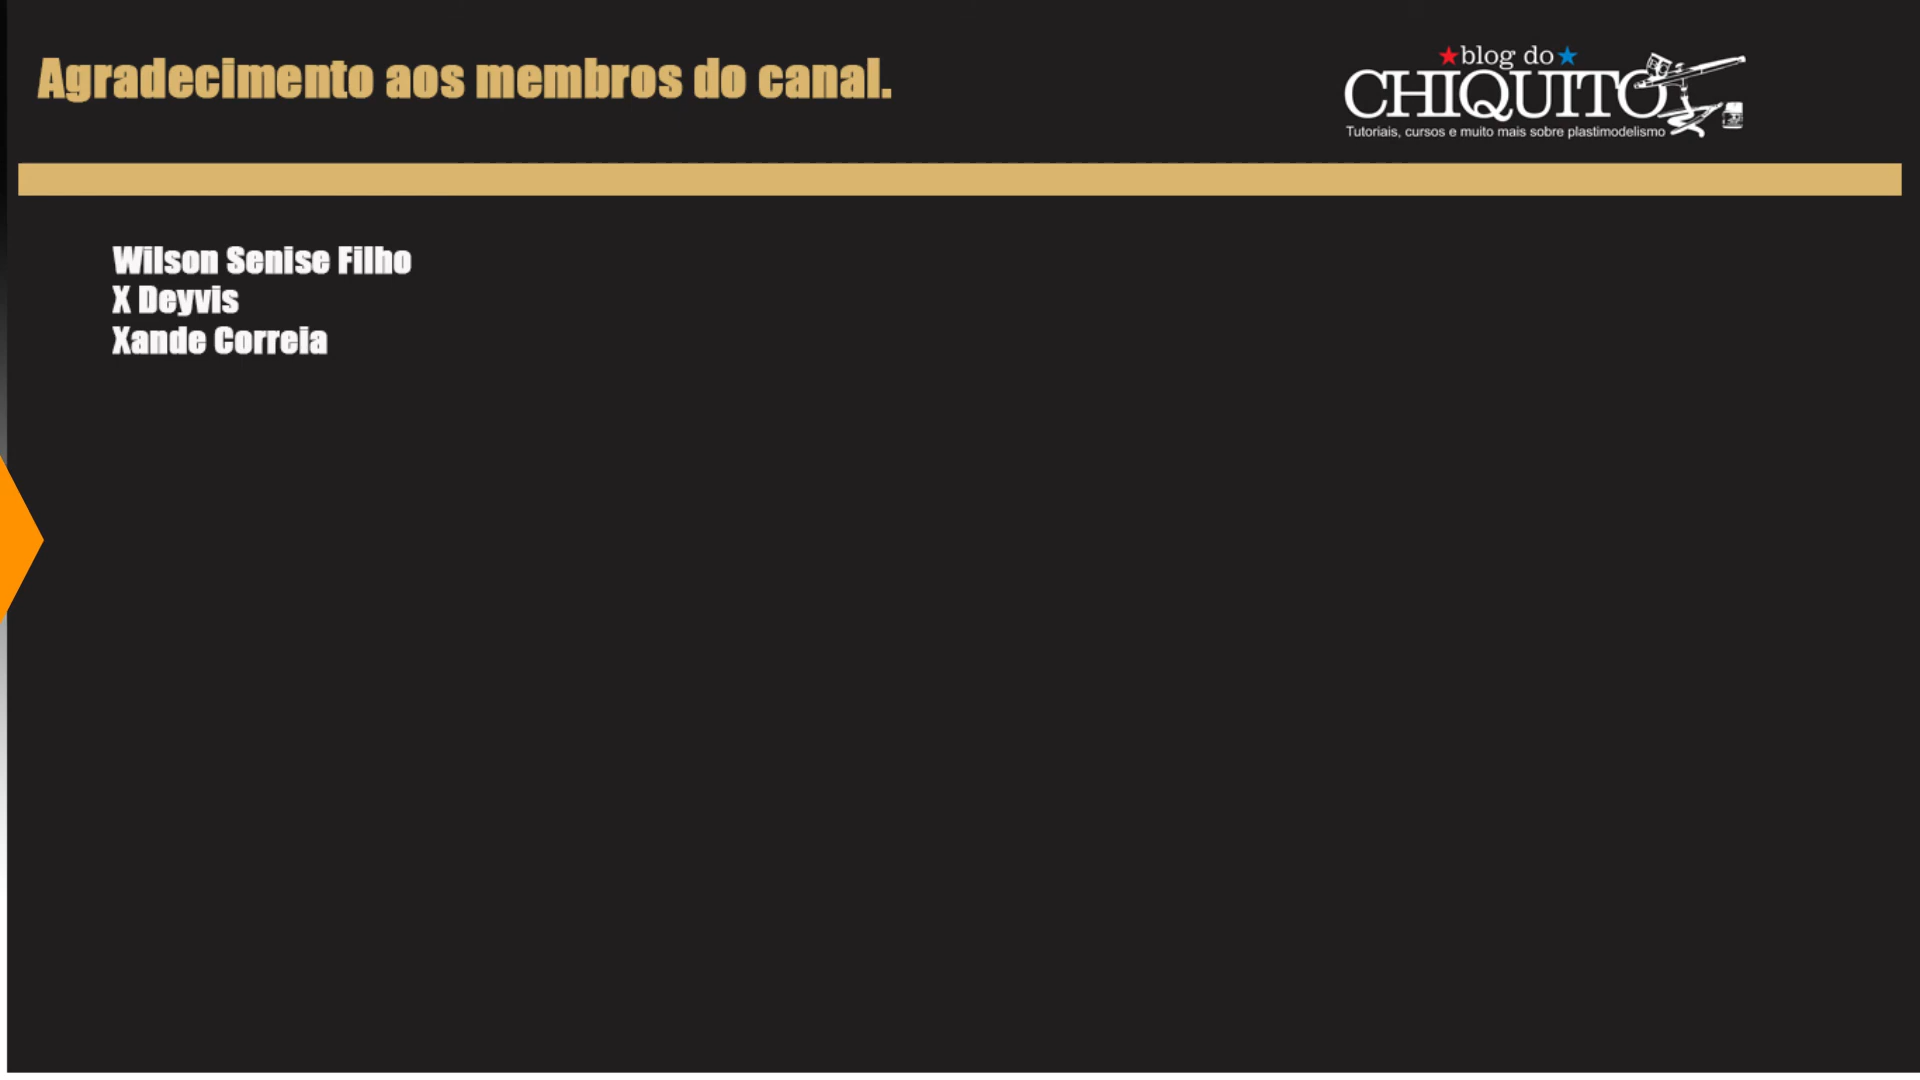 Agradecimento aos membros do canal.
blog do
CHIQUITO
Tutoriais, cursos e muito mais sobre plastimodelismo
Wilson Senise Filho
X Deyvis
Xande Correia